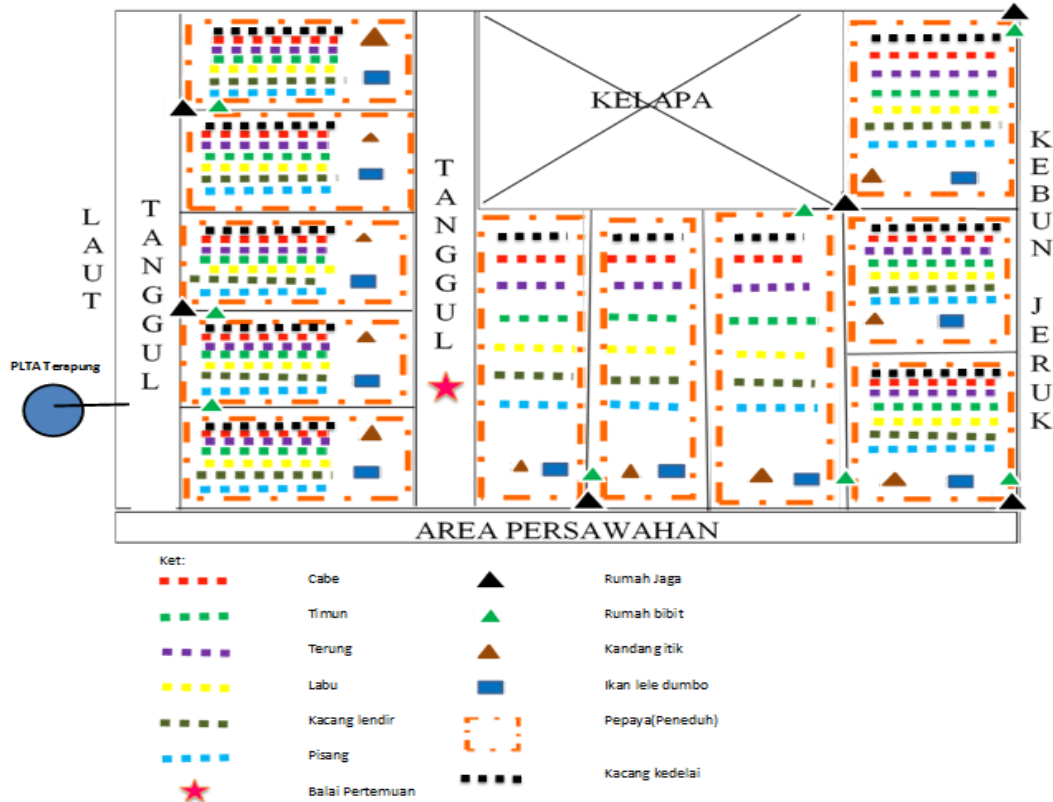 KELAPA
LAUT
TANGGUL
TANGGUL
KEBUN JERUK
PLTA Terapung
AREA PERSAWAHAN
Ket:
Cabe
Timun
Terung
Labu
Kacang lendir
Pisang
Balai Pertemuan
Rumah Jaga
Rumah bibit
Kandang itik
Ikan lele dumbo
Pepaya(Peneduh)
Kacang kedelai